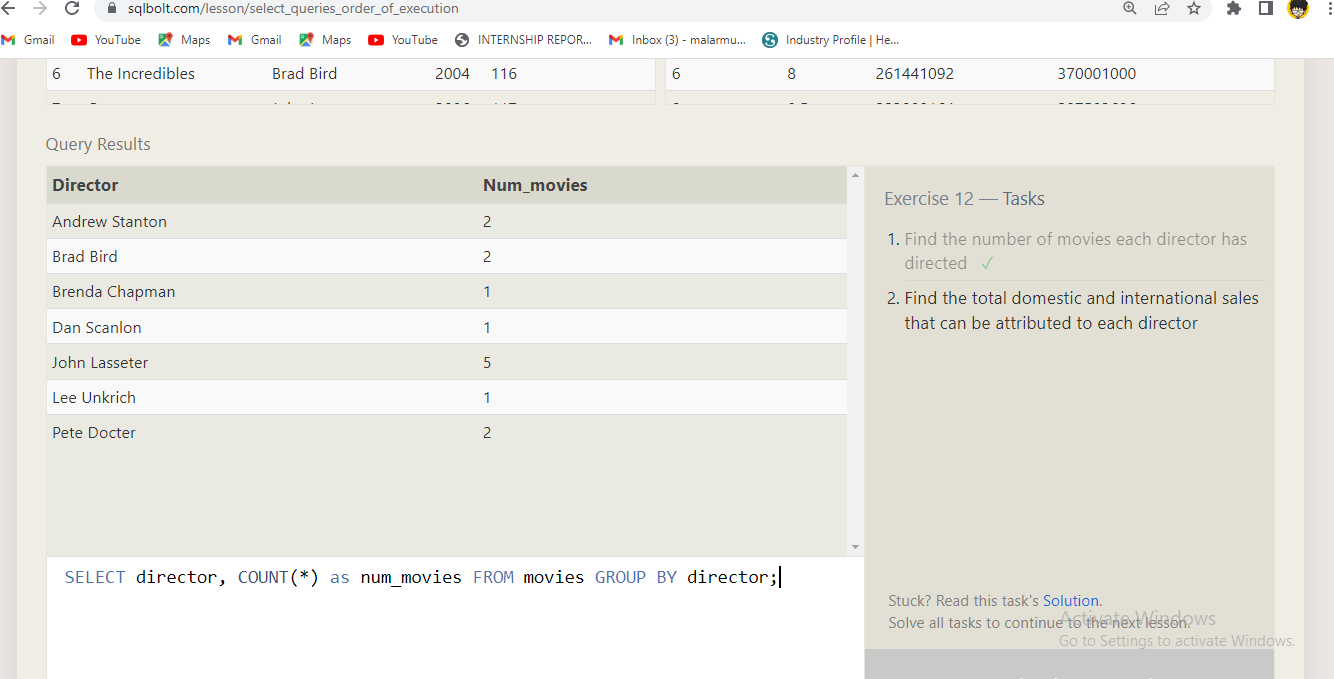 sqlbolt.com/lesson/select_queries_order_of_execution
Gmail YouTube Maps Gmail Maps YouTube INTERNSHIP REPOR... Inbox (3) - malarmu... Industry Profile | He...
6 The Incredibles Brad Bird 2004 116 6 8 261441092 370001000
Query Results
Director Num_movies
Andrew Stanton 2
Brad Bird 2
Brenda Chapman 1
Dan Scanlon 1
John Lasseter 5
Lee Unkrich 1
Pete Docter 2
SELECT director, COUNT(*) as num_movies FROM movies GROUP BY director;
Exercise 12 — Tasks
1. Find the number of movies each director has
directed ✓
2. Find the total domestic and international sales
that can be attributed to each director
Stuck? Read this task's Solution.
Solve all tasks to continue to the next lesson.
Activate Windows
Go to Settings to activate Windows.